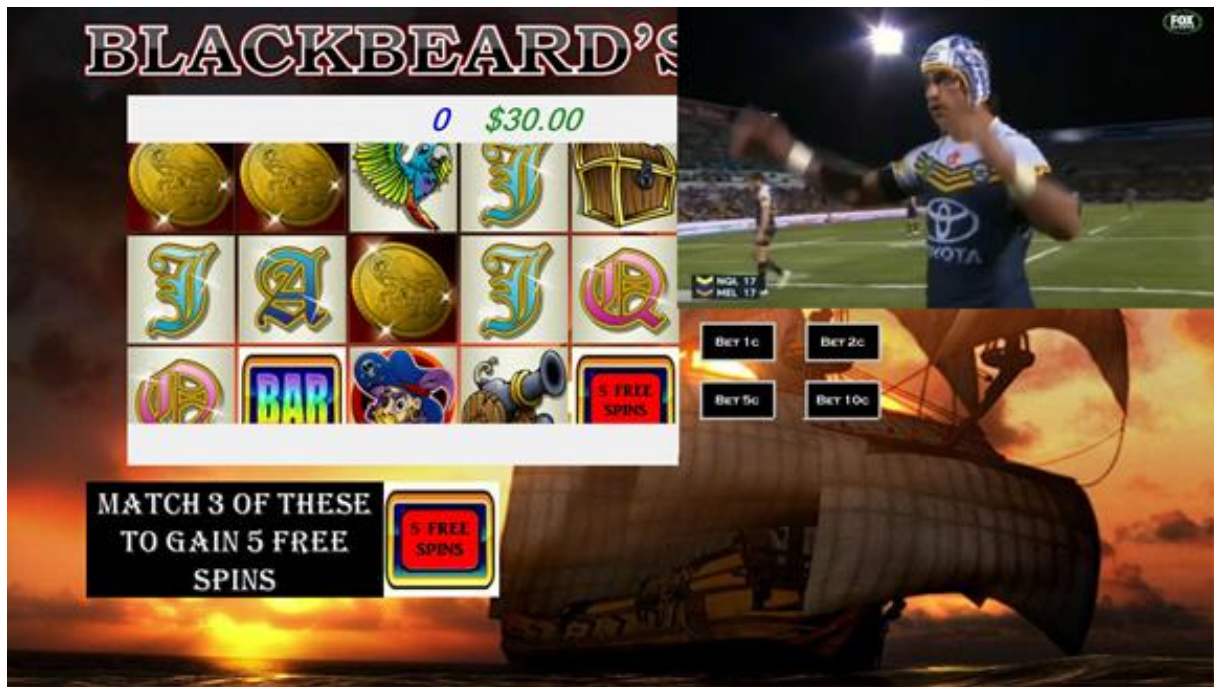 BLACKBEARD'S
0 $30.00
J
J A J Q
Q BAR 5 FREE
SPINS
FOX
TOYOTA
NQL 17
MEL 17
BET 1c BET 2c
BET 5c BET 10c
MATCH 3 OF THESE
TO GAIN 5 FREE
SPINS
5 FREE
SPINS